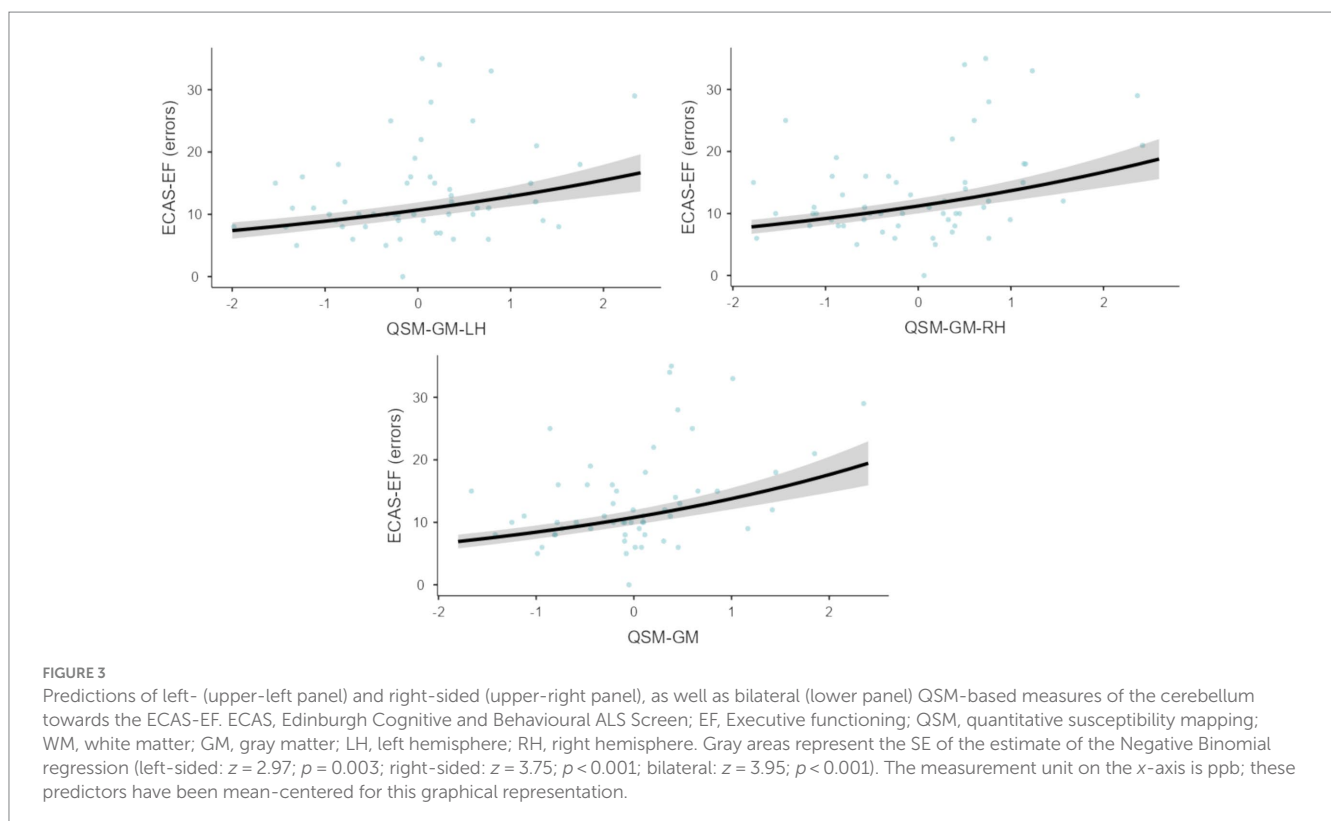 ECAS-EF (errors)
30
20
10
0
-2
-1
0
1
2
QSM-GM-LH
ECAS-EF (errors)
30
20
10
0
-2
-1
0
1
2
QSM-GM-RH
ECAS-EF (errors)
30
20
10
0
-2
-1
0
1
2
QSM-GM
FIGURE 3
Predictions of left- (upper-left panel) and right-sided (upper-right panel), as well as bilateral (lower panel) QSM-based measures of the cerebellum
towards the ECAS-EF. ECAS, Edinburgh Cognitive and Behavioural ALS Screen; EF, Executive functioning; QSM, quantitative susceptibility mapping;
WM, white matter; GM, gray matter; LH, left hemisphere; RH, right hemisphere. Gray areas represent the SE of the estimate of the Negative Binomial
regression (left-sided: z = 2.97; p = 0.003; right-sided: z = 3.75; p < 0.001; bilateral: z = 3.95; p < 0.001). The measurement unit on the x-axis is ppb; these
predictors have been mean-centered for this graphical representation.